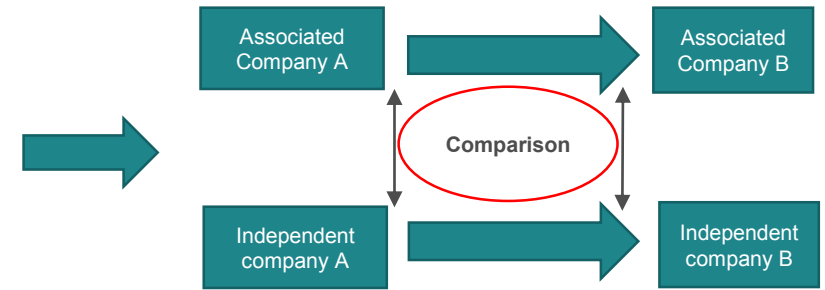 Associated
Company A
Associated
Company B
Comparison
Independent
company A
Independent
company B